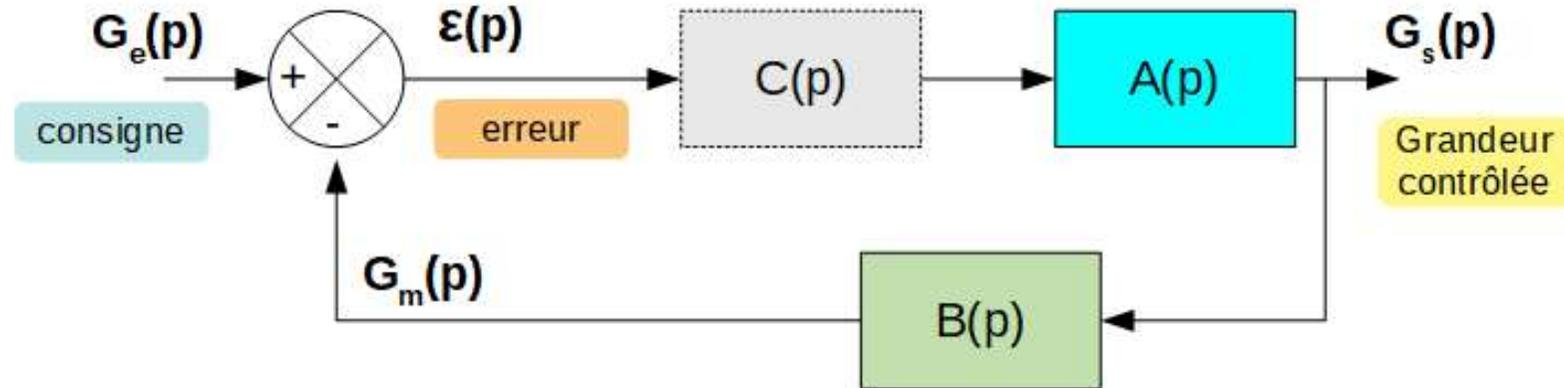 Ge(p)
consigne
+
-
ε(p)
erreur
C(p)
A(p)
Gs(p)
Grandeur
contrôlée
Gm(p)
B(p)